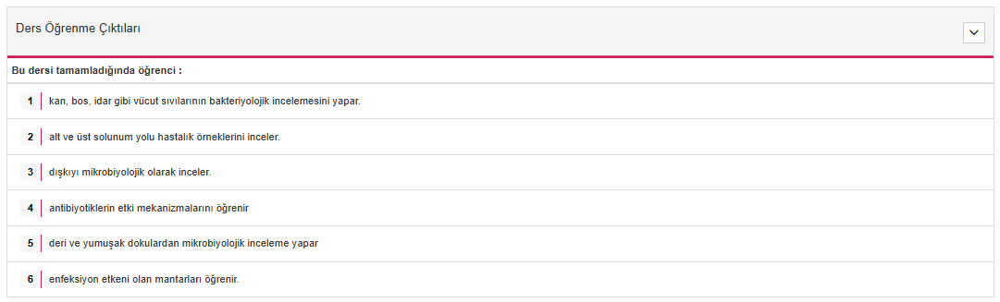 Ders Öğrenme Çıktıları
Bu dersi tamamladığında öğrenci :
1 kan, bos, idar gibi vücut sıvılarının bakteriyolojik incelemesini yapar.
2 alt ve üst solunum yolu hastalık örneklerini inceler.
3 dışkıyı mikrobiyolojik olarak inceler.
4 antibiyotiklerin etki mekanizmalarını öğrenir
5 deri ve yumuşak dokulardan mikrobiyolojik inceleme yapar
6 enfeksiyon etkeni olan mantarları öğrenir.